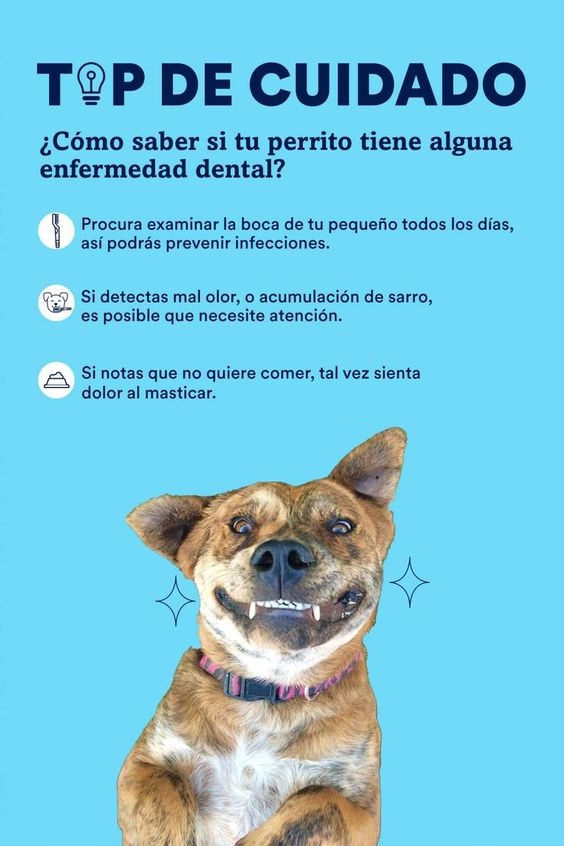 TIP DE CUIDADO
¿Cómo saber si tu perrito tiene alguna
enfermedad dental?
Procura examinar la boca de tu pequeño todos los días,
así podrás prevenir infecciones.
Si detectas mal olor, o acumulación de sarro,
es posible que necesite atención.
Si notas que no quiere comer, tal vez sienta
dolor al masticar.